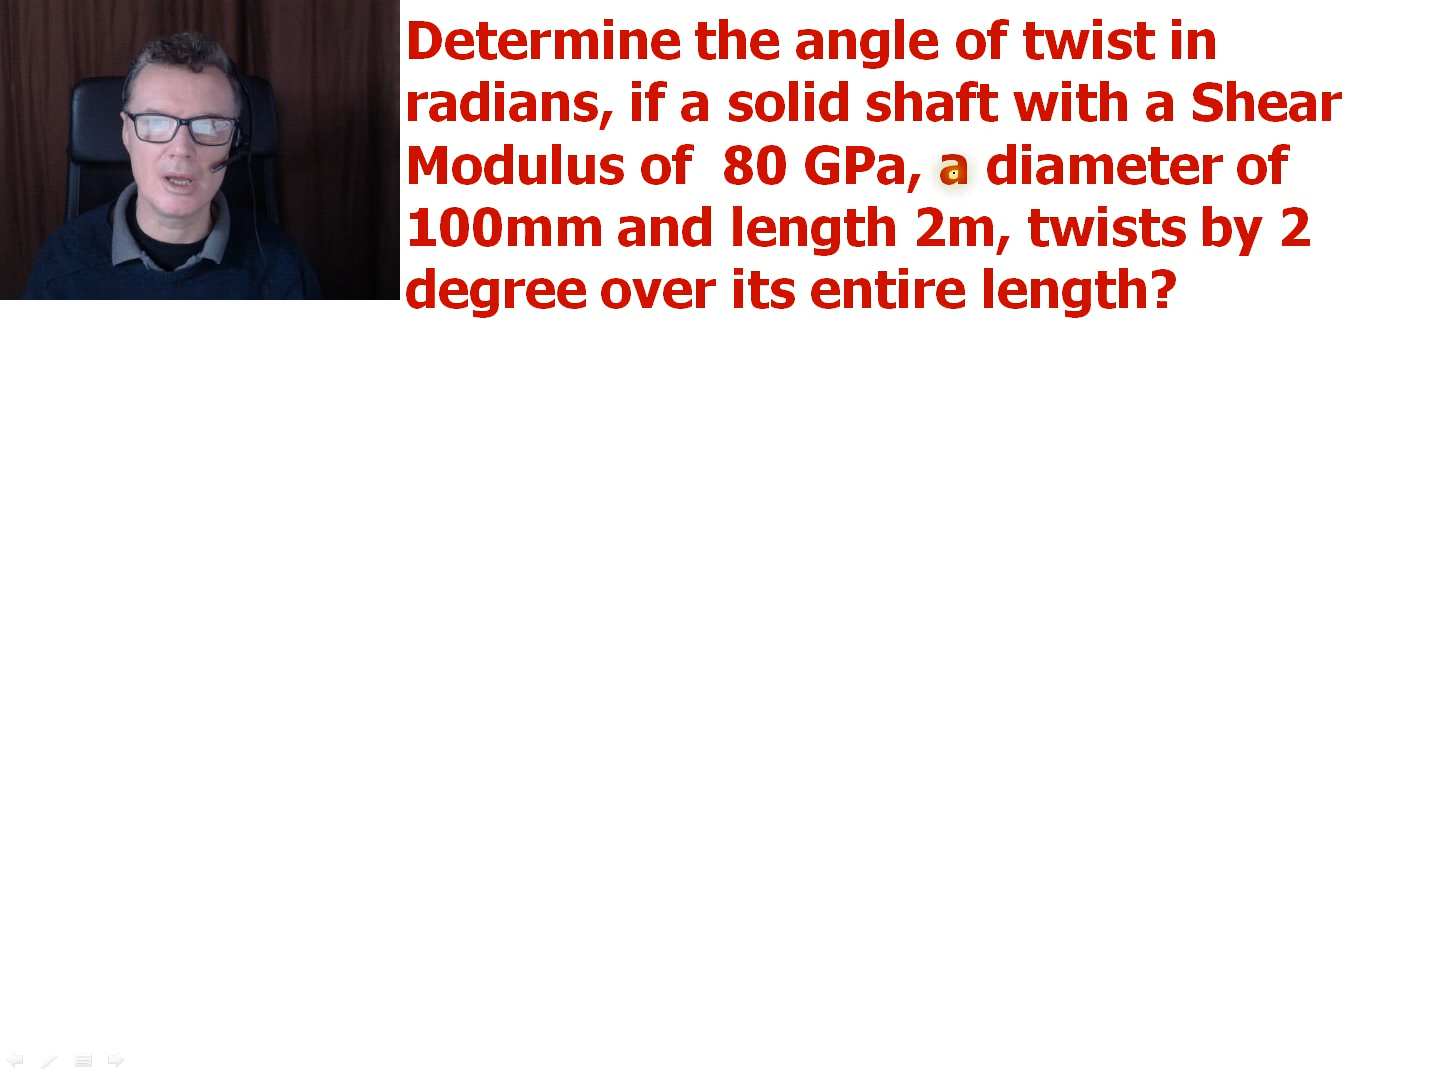 Determine the angle of twist in
radians, if a solid shaft with a Shear
Modulus of  80 GPa, a diameter of
100mm and length 2m, twists by 2
degree over its entire length?